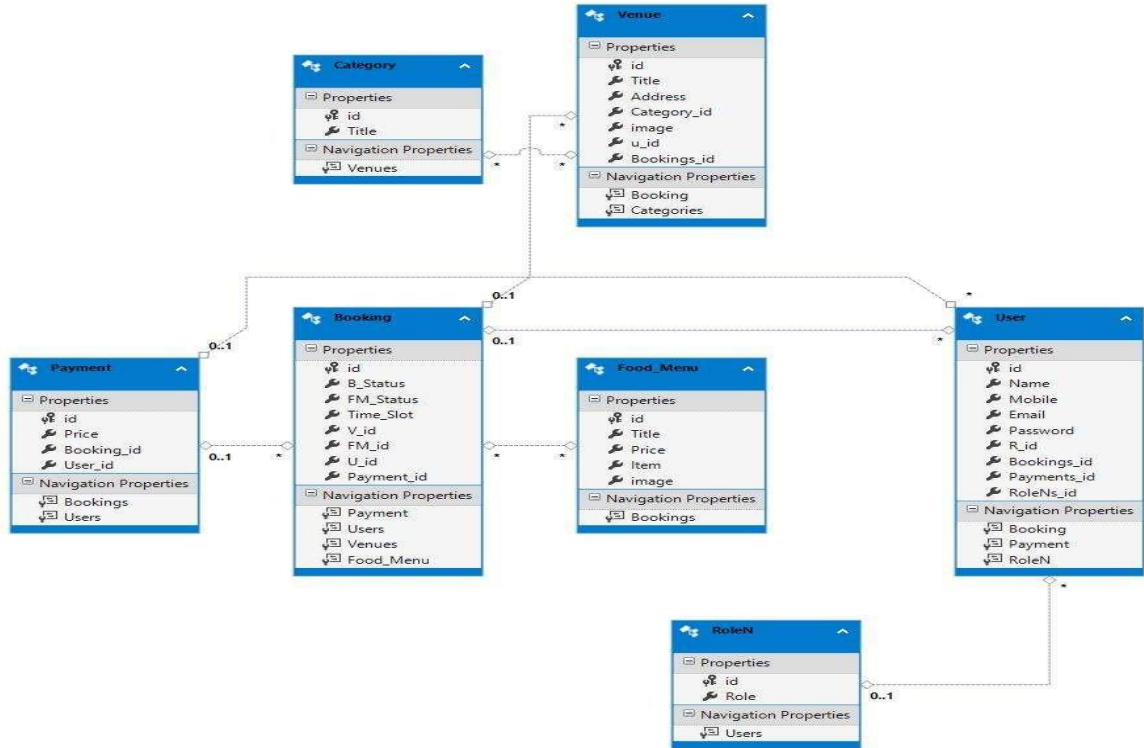 Venue
Properties
id
Title
Address
Category_id
image
u_id
Bookings_id
Navigation Properties
Booking
Categories
Category
Properties
id
Title
Navigation Properties
Venues
*
*
*
0..1
*
0..1
Booking
Properties
id
B_Status
FM_Status
Time_Slot
V_id
FM_id
U_id
Payment_id
Navigation Properties
Payment
Users
Venues
Food_Menu
0..1
*
User
Properties
id
Name
Mobile
Email
Password
R_id
Bookings_id
Payments_id
RoleNs_id
Navigation Properties
Booking
Payment
RoleN
Payment
Properties
id
Price
Booking_id
User_id
Navigation Properties
Bookings
Users
0..1
*
Food_Menu
Properties
id
Title
Price
Item
image
Navigation Properties
Bookings
*
*
*
RoleN
Properties
id
Role
Navigation Properties
Users
0..1